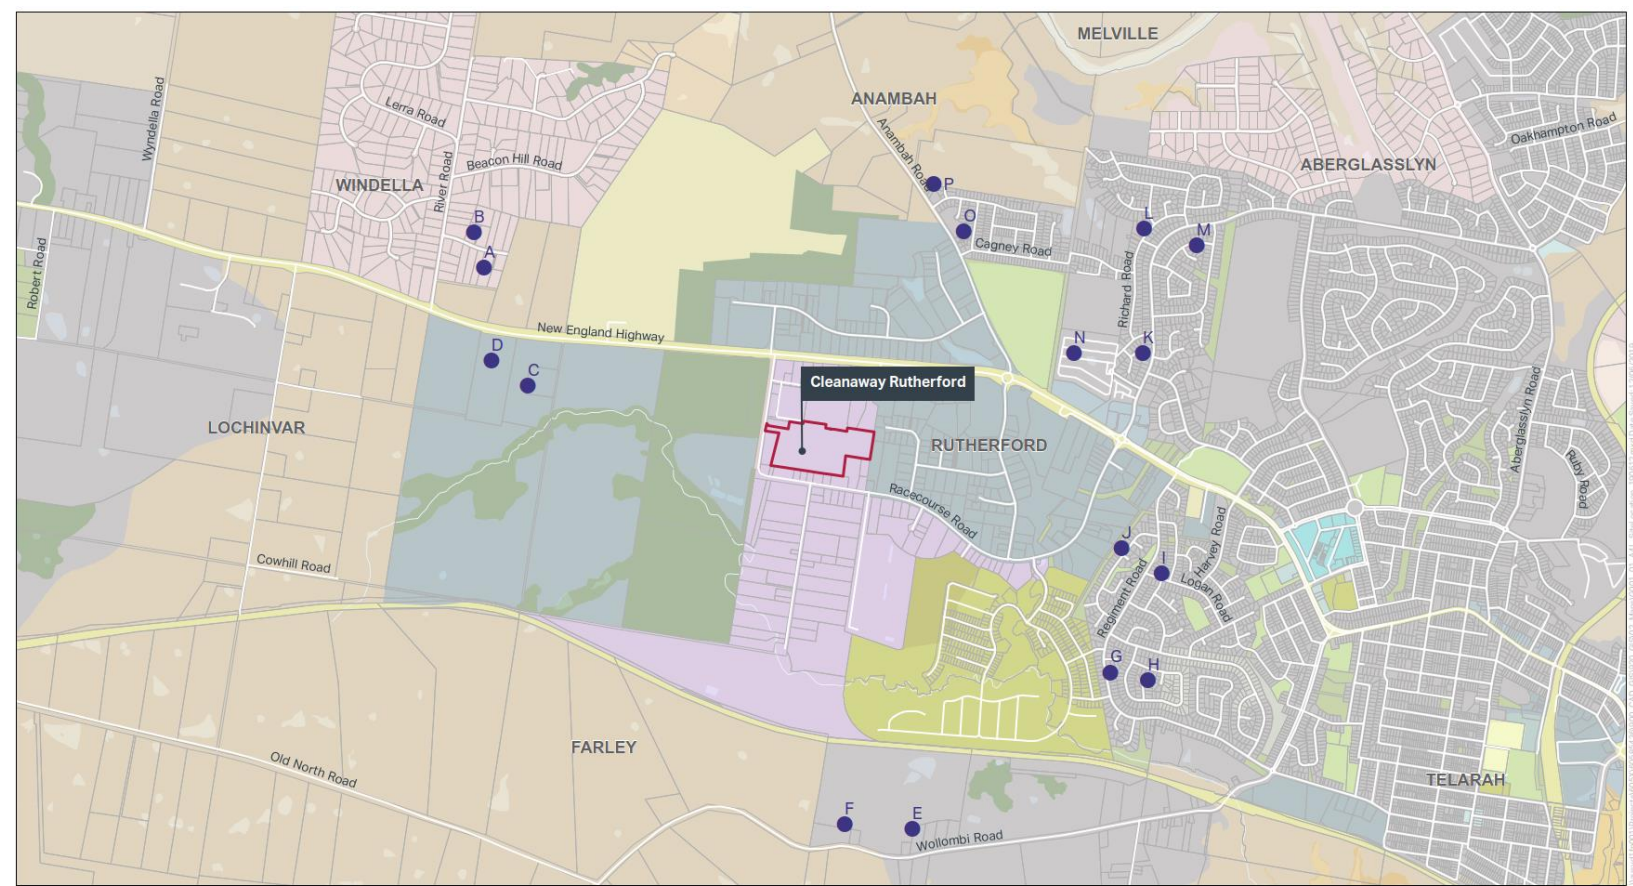 MELVILLE
ANAMBAH
Wyndella Road
Lerra Road
Oakhampton Road
Anambah Road
Beacon Hill Road
ABERGLASSLYN
WINDELLA
River Road
P
B
O
L
M
Cagney Road
A
Robert Road
Richard Road
New England Highway
D
N
K
C
Cleanaway Rutherford
Aberglasslyn Road
LOCHINVAR
RUTHERFORD
Ruby Road
Racecourse Road
Harvey Road
J
I
Cowhill Road
Logan Road
Regiment Road
G
H
FARLEY
Old North Road
TELARAH
F
E
Wollombi Road